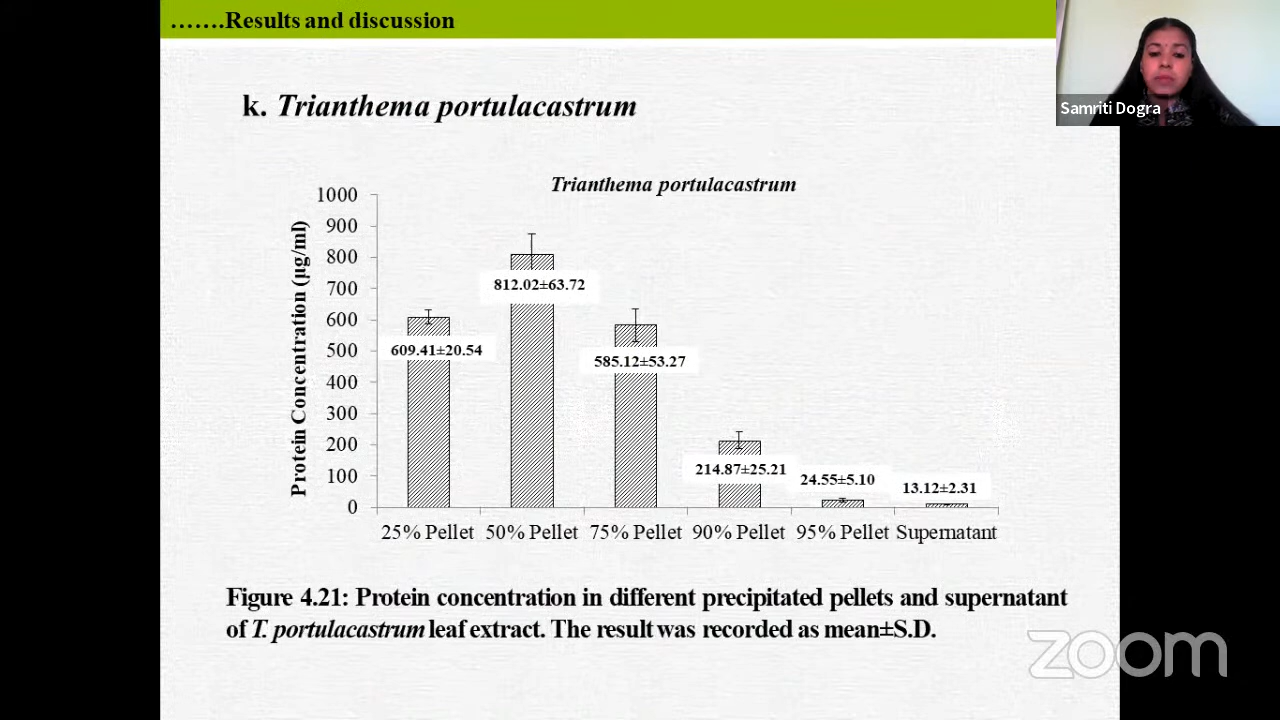 …….Results and discussion
Samriti Dogra
k. Trianthema portulacastrum
Trianthema portulacastrum
Protein Concentration (µg/ml)
1000
900
800
700
600
500
400
300
200
100
0
609.41±20.54
812.02±63.72
585.12±53.27
214.87±25.21
24.55±5.10
13.12±2.31
25% Pellet 50% Pellet 75% Pellet 90% Pellet 95% Pellet Supernatant
Figure 4.21: Protein concentration in different precipitated pellets and supernatant
of T. portulacastrum leaf extract. The result was recorded as mean±S.D.
zoom